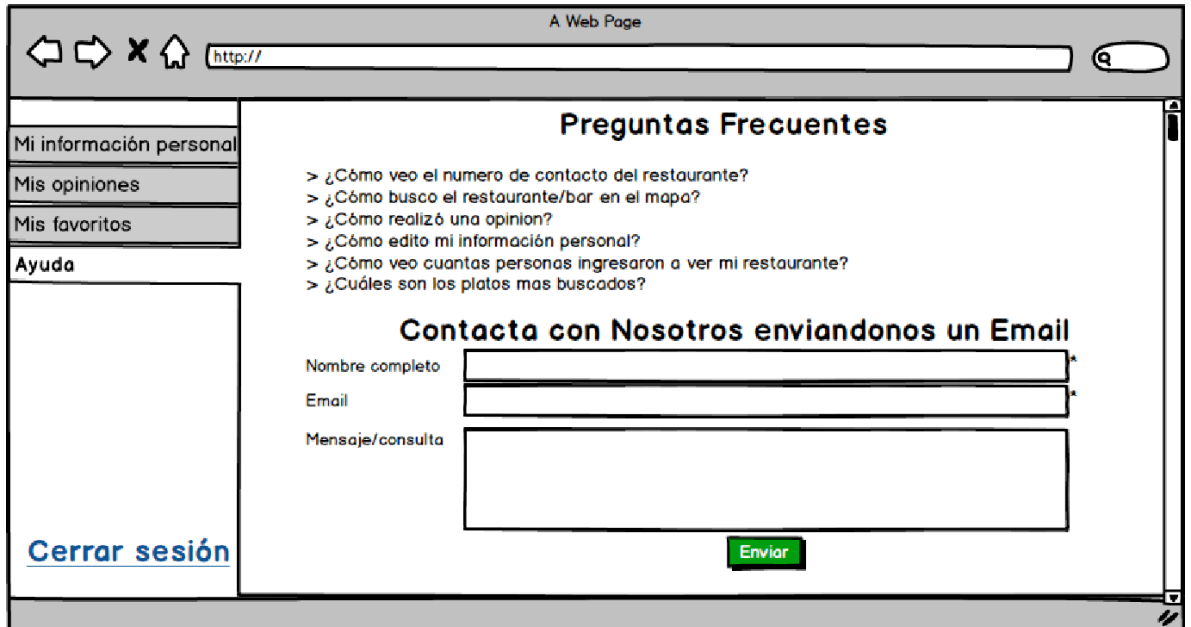 A Web Page
http://
Mi información personal
Mis opiniones
Mis favoritos
Ayuda
Cerrar sesión
Preguntas Frecuentes
> ¿Cómo veo el numero de contacto del restaurante?
> ¿Cómo busco el restaurante/bar en el mapa?
> ¿Cómo realizó una opinion?
> ¿Cómo edito mi información personal?
> ¿Cómo veo cuantas personas ingresaron a ver mi restaurante?
> ¿Cuáles son los platos mas buscados?
Contacta con Nosotros enviandonos un Email
Nombre completo *
Email *
Mensaje/consulta
Enviar